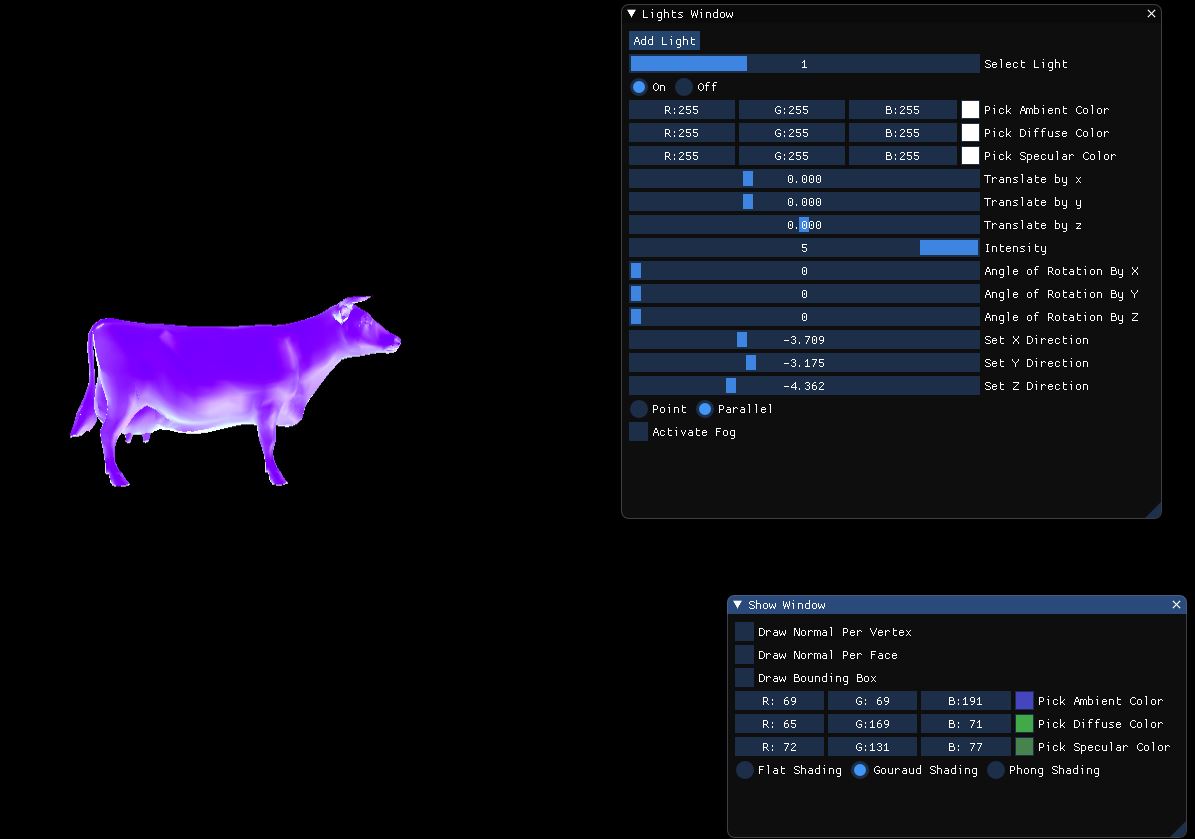 Lights Window
Add Light
1 Select Light
On Off
R:255 G:255 B:255 Pick Ambient Color
R:255 G:255 B:255 Pick Diffuse Color
R:255 G:255 B:255 Pick Specular Color
0.000 Translate by x
0.000 Translate by y
0.000 Translate by z
5 Intensity
0 Angle of Rotation By X
0 Angle of Rotation By Y
0 Angle of Rotation By Z
-3.709 Set X Direction
-3.175 Set Y Direction
-4.362 Set Z Direction
Point Parallel
Activate Fog
Show Window
Draw Normal Per Vertex
Draw Normal Per Face
Draw Bounding Box
R: 69 G: 69 B:191 Pick Ambient Color
R: 65 G:169 B: 71 Pick Diffuse Color
R: 72 G:131 B: 77 Pick Specular Color
Flat Shading Gouraud Shading Phong Shading